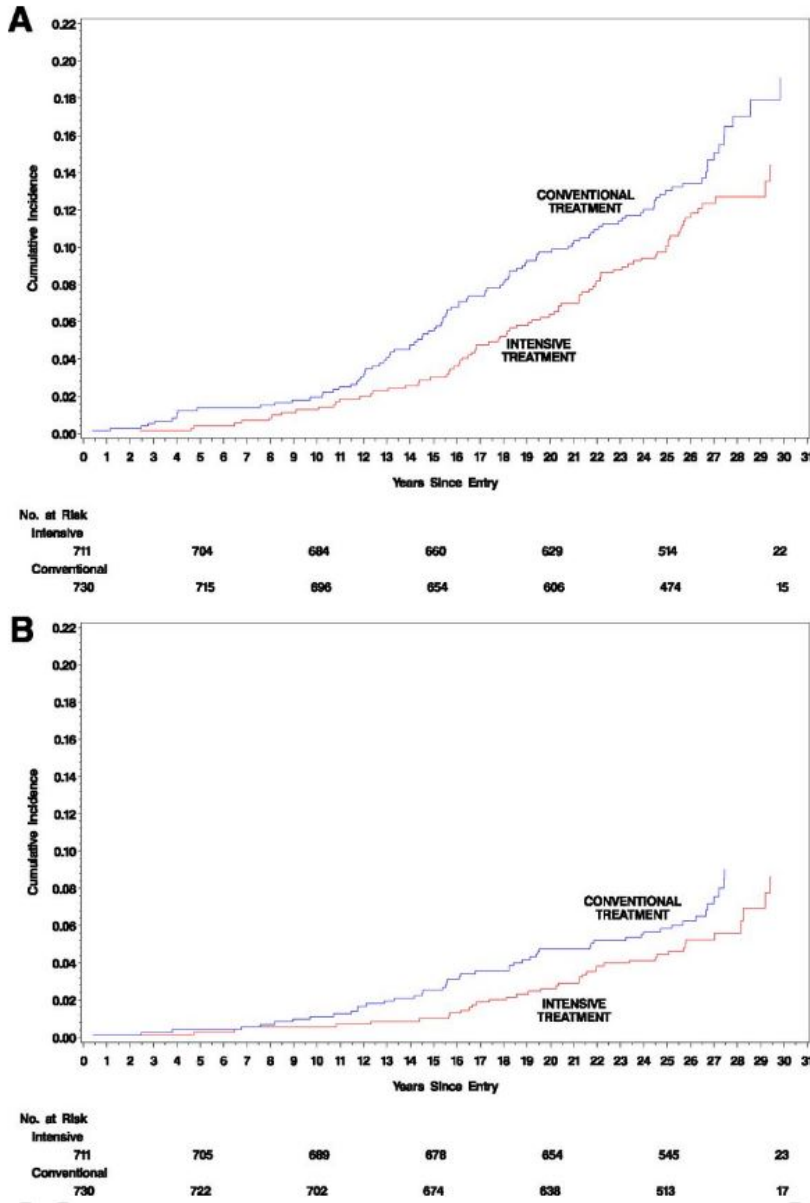 A
0.22
0.20
0.18
0.16
0.14
0.12
0.10
0.08
0.06
0.04
0.02
0.00
Cumulative Incidence
CONVENTIONAL
TREATMENT
INTENSIVE
TREATMENT
0 1 2 3 4 5 6 7 8 9 10 11 12 13 14 15 16 17 18 19 20 21 22 23 24 25 26 27 28 29 30 31
Years Since Entry
No. at Risk
Intensive
711 704 684 660 629 514 22
Conventional
730 715 696 654 606 474 15
B
0.22
0.20
0.18
0.16
0.14
0.12
0.10
0.08
0.06
0.04
0.02
0.00
Cumulative Incidence
CONVENTIONAL
TREATMENT
INTENSIVE
TREATMENT
0 1 2 3 4 5 6 7 8 9 10 11 12 13 14 15 16 17 18 19 20 21 22 23 24 25 26 27 28 29 30 31
Years Since Entry
No. at Risk
Intensive
711 705 689 678 654 545 23
Conventional
730 722 702 674 638 513 17